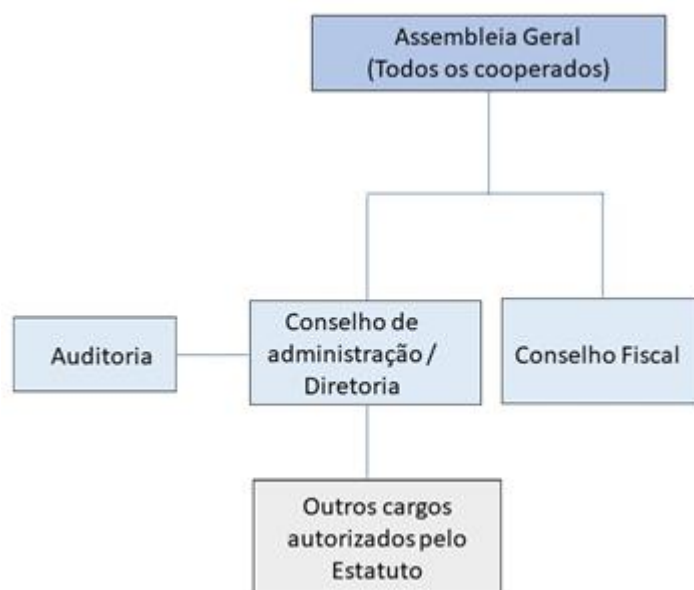 Assembleia Geral
(Todos os cooperados)
Auditoria
Conselho de
administração /
Diretoria
Conselho Fiscal
Outros cargos
autorizados pelo
Estatuto